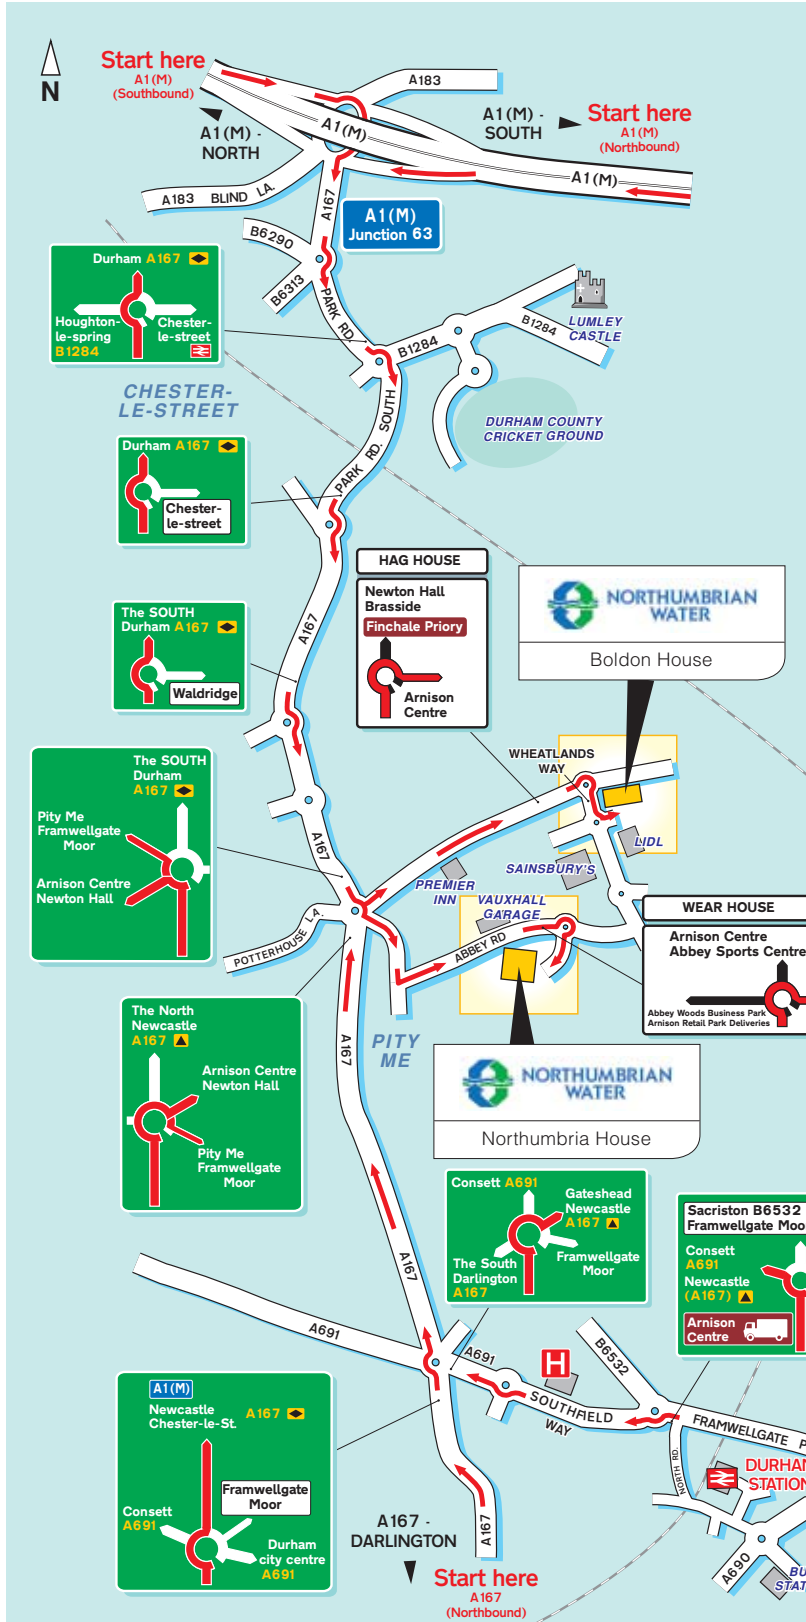 N
Start here
A1(M)
(Southbound)
A1(M) -
NORTH
A183
A1(M)
A1(M) -
SOUTH
Start here
A1(M)
(Northbound)
A1(M)
A183 BLIND LA.
A167
A1(M)
Junction 63
B6290
B6313
PARK RD.
Durham A167
Houghton-
le-spring
B1284
Chester-
le-street
B1284
B1284
LUMLEY
CASTLE
CHESTER-
LE-STREET
DURHAM COUNTY
CRICKET GROUND
PARK RD. SOUTH
Durham A167
Chester-
le-street
HAG HOUSE
Newton Hall
Brasside
Finchale Priory
Arnison
Centre
NORTHUMBRIAN
WATER
Boldon House
The SOUTH
Durham A167
Waldridge
A167
WHEATLANDS
WAY
The SOUTH
Durham
A167
Pity Me
Framwellgate
Moor
Arnison Centre
Newton Hall
A167
LIDL
SAINSBURY'S
PREMIER
INN
VAUXHALL
GARAGE
POTTERHOUSE LA.
ABBEY RD
WEAR HOUSE
Arnison Centre
Abbey Sports Centre
Abbey Woods Business Park
Arnison Retail Park Deliveries
The North
Newcastle
A167
Arnison Centre
Newton Hall
Pity Me
Framwellgate
Moor
A167
PITY
ME
NORTHUMBRIAN
WATER
Northumbria House
Consett A691
Gateshead
Newcastle
A167
The South
Darlington
A167
Framwellgate
Moor
Sacriston B6532
Framwellgate Moo
Consett
A691
Newcastle
(A167)
Arnison
Centre
A167
A691
A691
H
B6532
SOUTHFIELD
WAY
FRAMWELLGATE P
NORTH RD.
DURHAM
STATION
A1(M)
Newcastle
Chester-le-St.
A167
Framwellgate
Moor
Consett
A691
Durham
city centre
A691
A167 -
DARLINGTON
A167
Start here
A167
(Northbound)
A690
BU
STAT